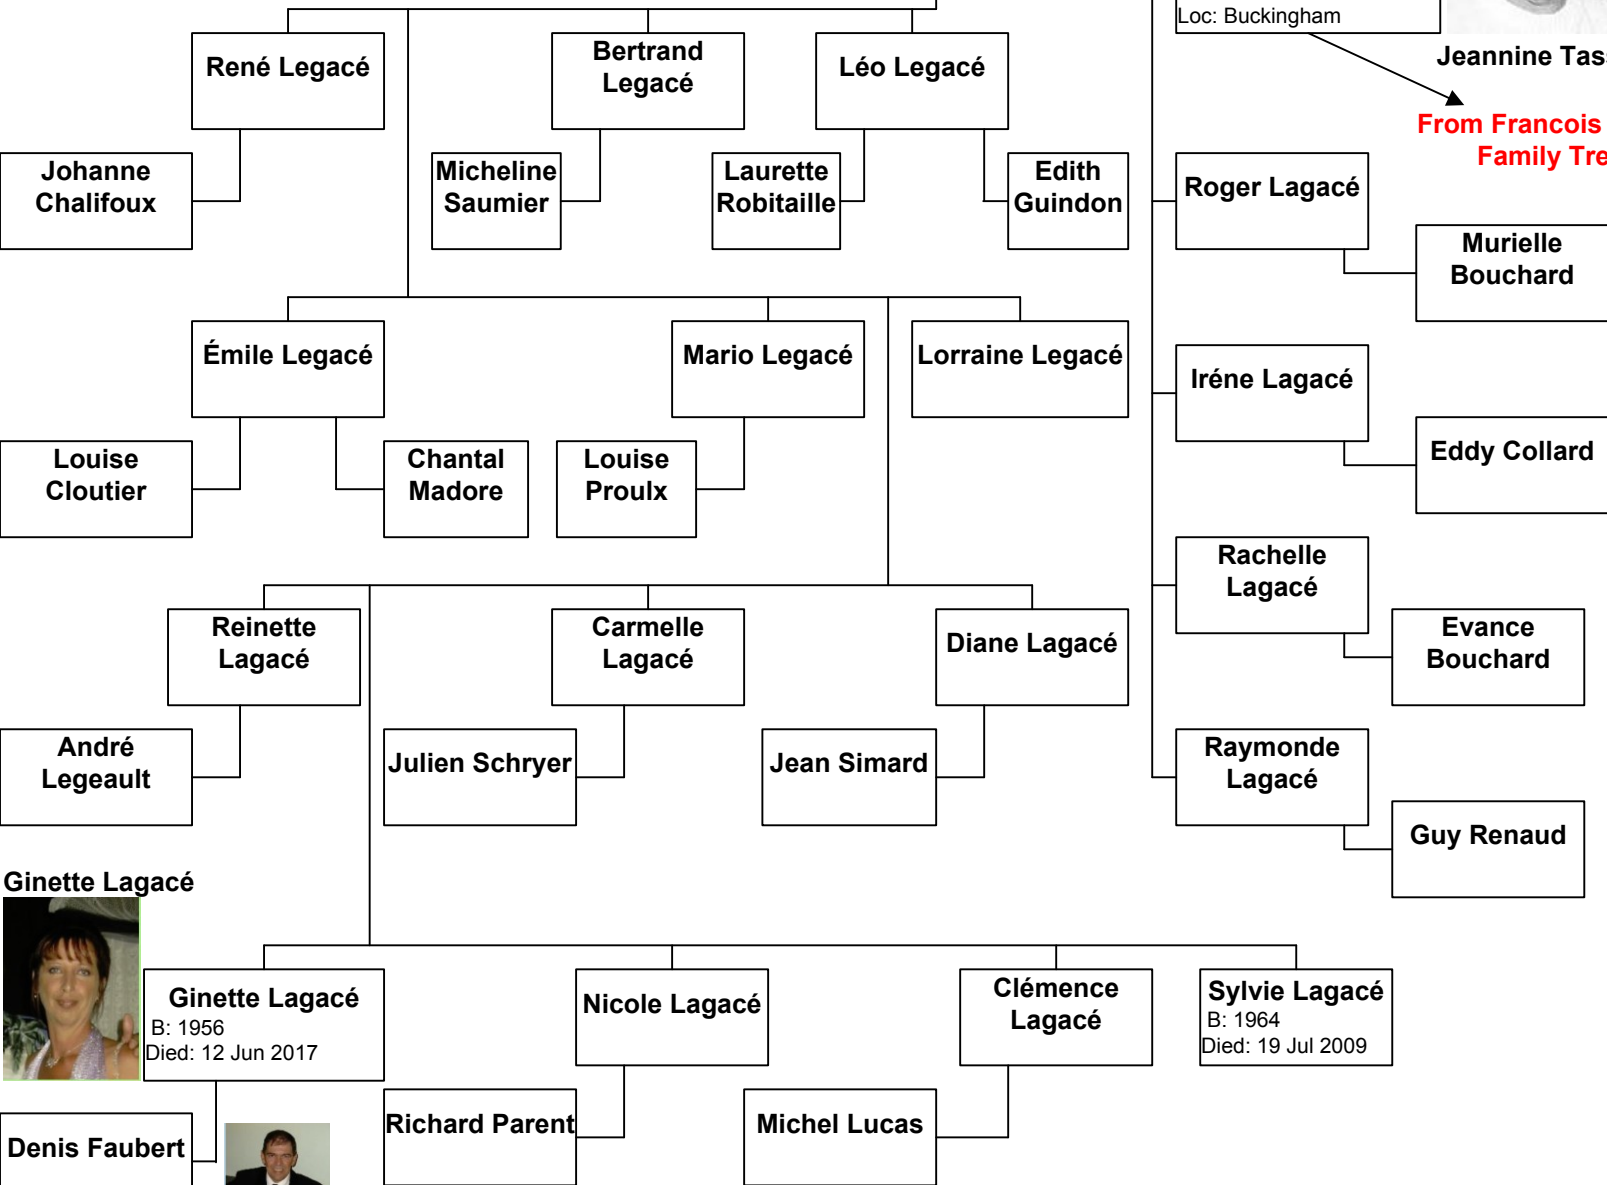 Loc: Buckingham
Jeannine
René Legacé
Bertrand
Legacé
Léo Legacé
From Francois
Family
Johanne
Chalifoux
Micheline
Saumier
Laurette
Robitaille
Edith
Guindon
Roger Lagacé
Murielle
Bouchard
Émile Legacé
Mario Legacé
Lorraine Legacé
Iréne Lagacé
Louise
Cloutier
Chantal
Madore
Louise
Proulx
Eddy Collard
Rachelle
Lagacé
Reinette
Lagacé
Carmelle
Lagacé
Diane Lagacé
Evance
Bouchard
André
Legeault
Julien Schryer
Jean Simard
Raymonde
Lagacé
Guy Renaud
Ginette Lagacé
Ginette Lagacé
B: 1956
Died: 12 Jun 2017
Nicole Lagacé
Clémence
Lagacé
Sylvie Lagacé
B: 1964
Died: 19 Jul 2009
Denis Faubert
Richard Parent
Michel Lucas